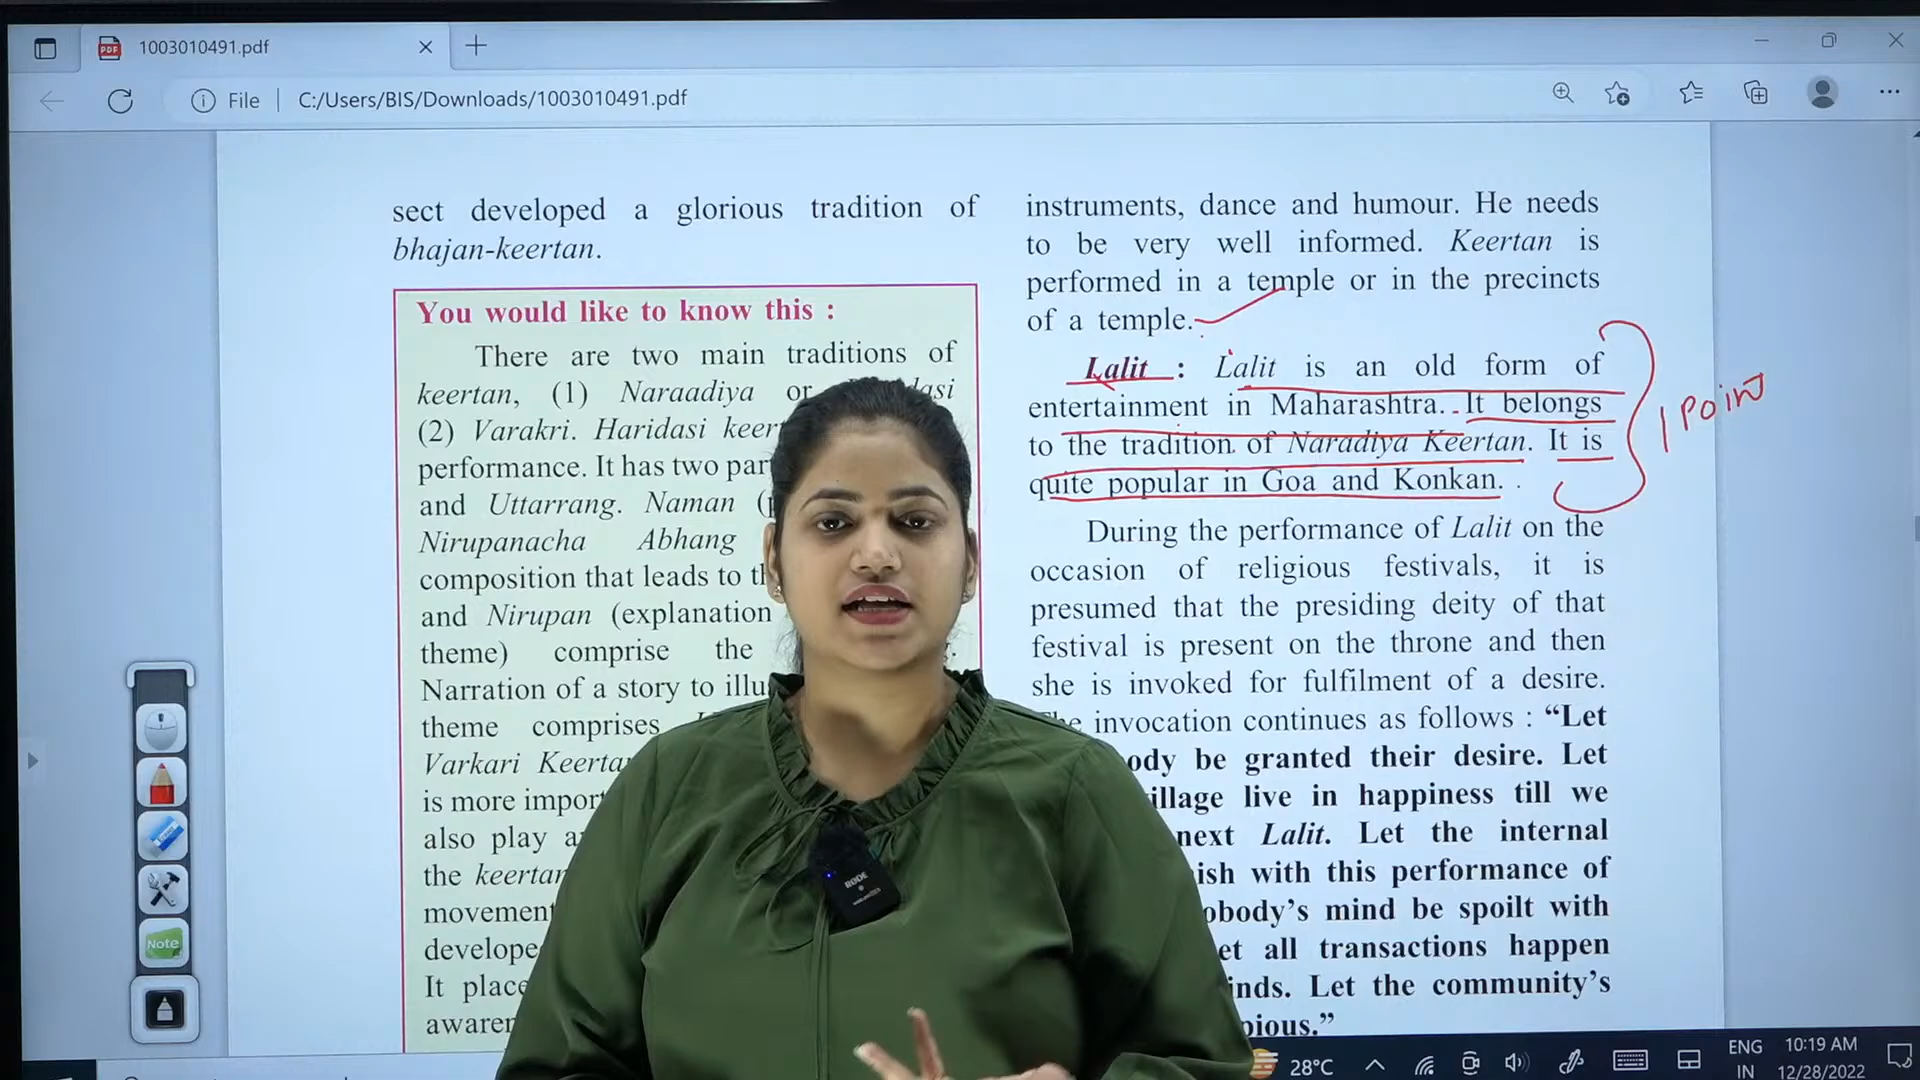 1003010491.pdf
File
C:/Users/BIS/Downloads/1003010491.pdf
sect developed a glorious tradition of
bhajan-keertan.
You would like to know this :
There are two main traditions of
keertan, (1) Naraadiya or
(2) Varakri. Haridasi
performance. It has two
and Uttarrang. Naman
Nirupanacha Abhang
composition that leads to
and Nirupan (explanation
theme) comprise the
Narration of a story to
theme comprises
Varkari
is more
also play
the
It
instruments, dance and humour. He needs
to be very well informed. Keertan is
performed in a temple or in the precincts
of a temple.
Lalit : Lalit is an old form of
entertainment in Maharashtra. It belongs
to the tradition of Naradiya Keertan. It is
quite popular in Goa and Konkan.
1 Point
During the performance of Lalit on the
occasion of religious festivals, it is
presumed that the presiding deity of that
festival is present on the throne and then
she is invoked for fulfilment of a desire.
invocation continues as follows : “Let
be granted their desire. Let
live in happiness till we
next Lalit. Let the internal
with this performance of
mind be spoilt with
all transactions happen
Let the community’s
Note
RODE
28°C
ENG
IN
10:19 AM
12/28/2022